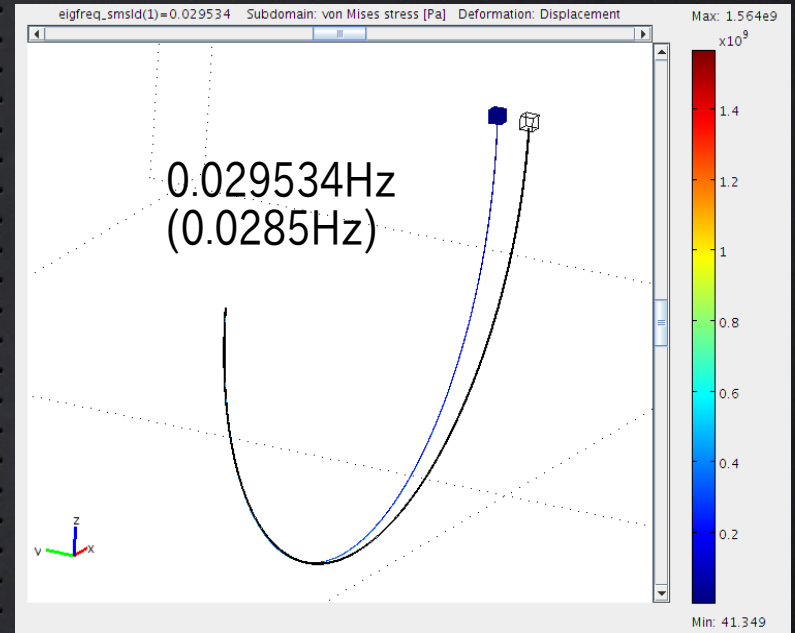 eigfreq_smsld(1)=0.029534 Subdomain: von Mises stress [Pa] Deformation: Displacement
Max: 1.564e9
x10⁹
0.029534Hz
(0.0285Hz)
1.4
1.2
1
0.8
0.6
0.4
0.2
z
y
x
Min: 41.349